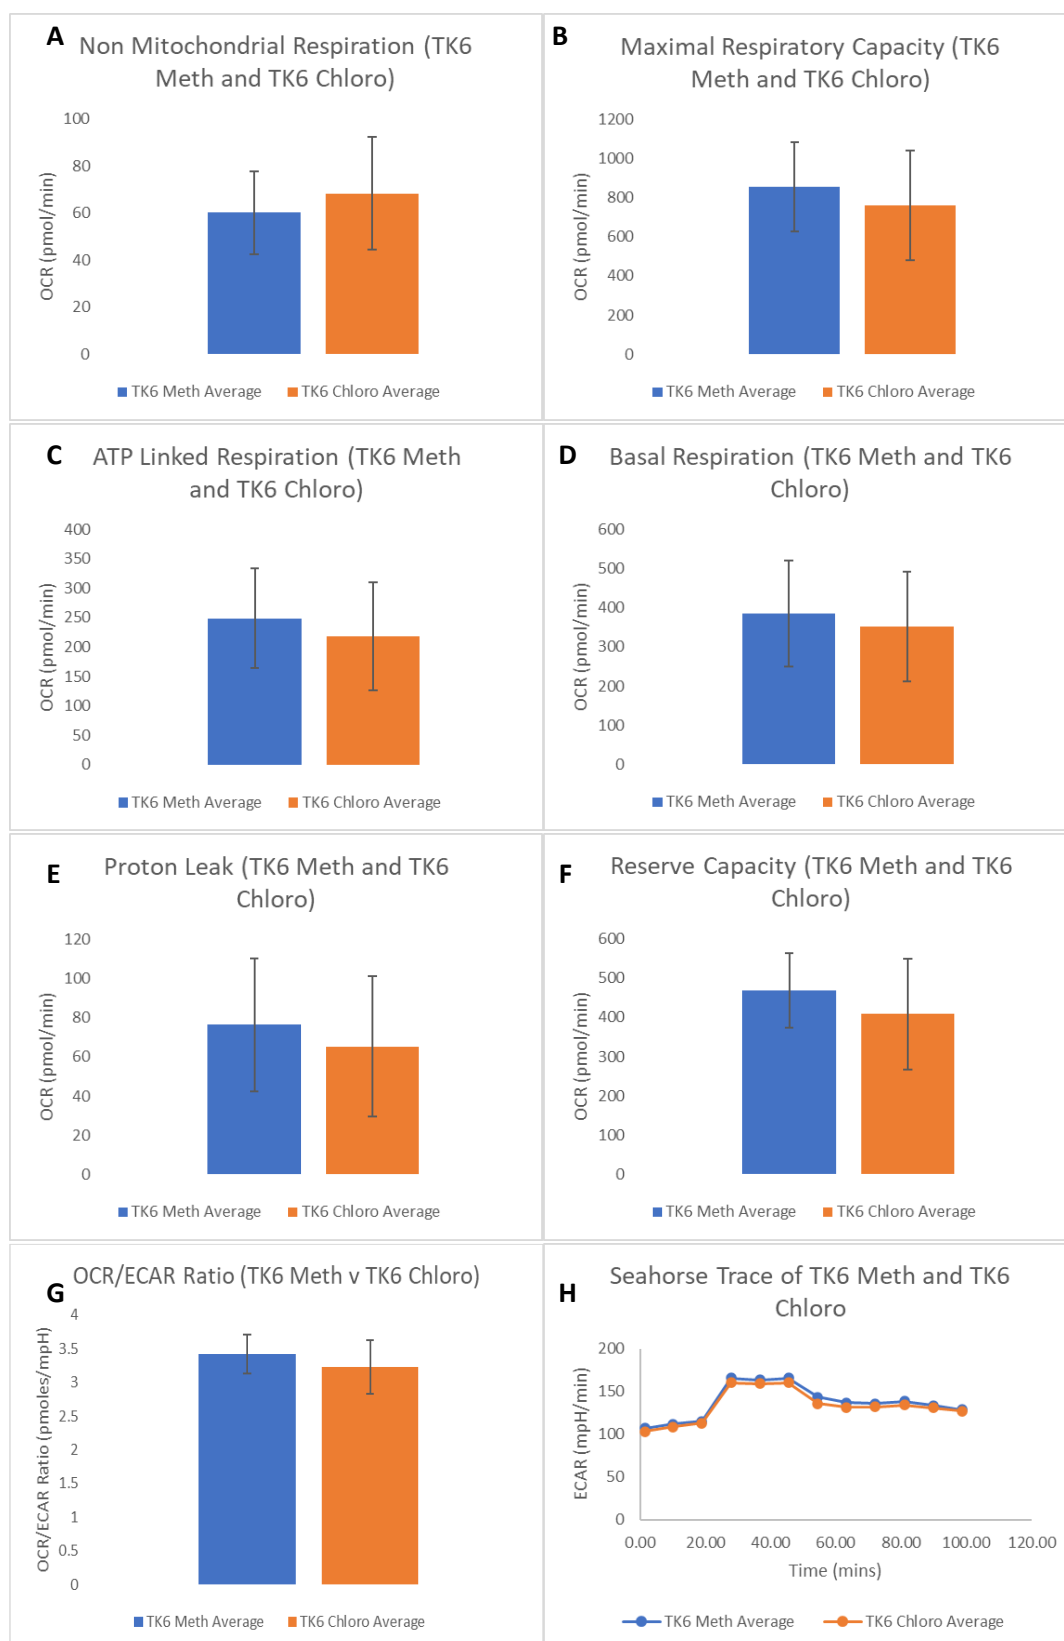 A
Non Mitochondrial Respiration (TK6
Meth and TK6 Chloro)
OCR (pmol/min)
100
80
60
40
20
0
TK6 Meth Average TK6 Chloro Average
B
Maximal Respiratory Capacity (TK6
Meth and TK6 Chloro)
OCR (pmol/min)
1200
1000
800
600
400
200
0
TK6 Meth Average TK6 Chloro Average
C
ATP Linked Respiration (TK6 Meth
and TK6 Chloro)
OCR (pmol/min)
400
350
300
250
200
150
100
50
0
TK6 Meth Average TK6 Chloro Average
D
Basal Respiration (TK6 Meth and TK6
Chloro)
OCR (pmol/min)
600
500
400
300
200
100
0
TK6 Meth Average TK6 Chloro Average
E
Proton Leak (TK6 Meth and TK6
Chloro)
OCR (pmol/min)
120
100
80
60
40
20
0
TK6 Meth Average TK6 Chloro Average
F
Reserve Capacity (TK6 Meth and TK6
Chloro)
OCR (pmol/min)
600
500
400
300
200
100
0
TK6 Meth Average TK6 Chloro Average
G
OCR/ECAR Ratio (TK6 Meth v TK6 Chloro)
OCR/ECAR Ratio (pmoles/mpH)
4
3.5
3
2.5
2
1.5
1
0.5
0
TK6 Meth Average TK6 Chloro Average
H
Seahorse Trace of TK6 Meth and TK6
Chloro
ECAR (mpH/min)
200
150
100
50
0
0.00 20.00 40.00 60.00 80.00 100.00 120.00
Time (mins)
TK6 Meth Average TK6 Chloro Average